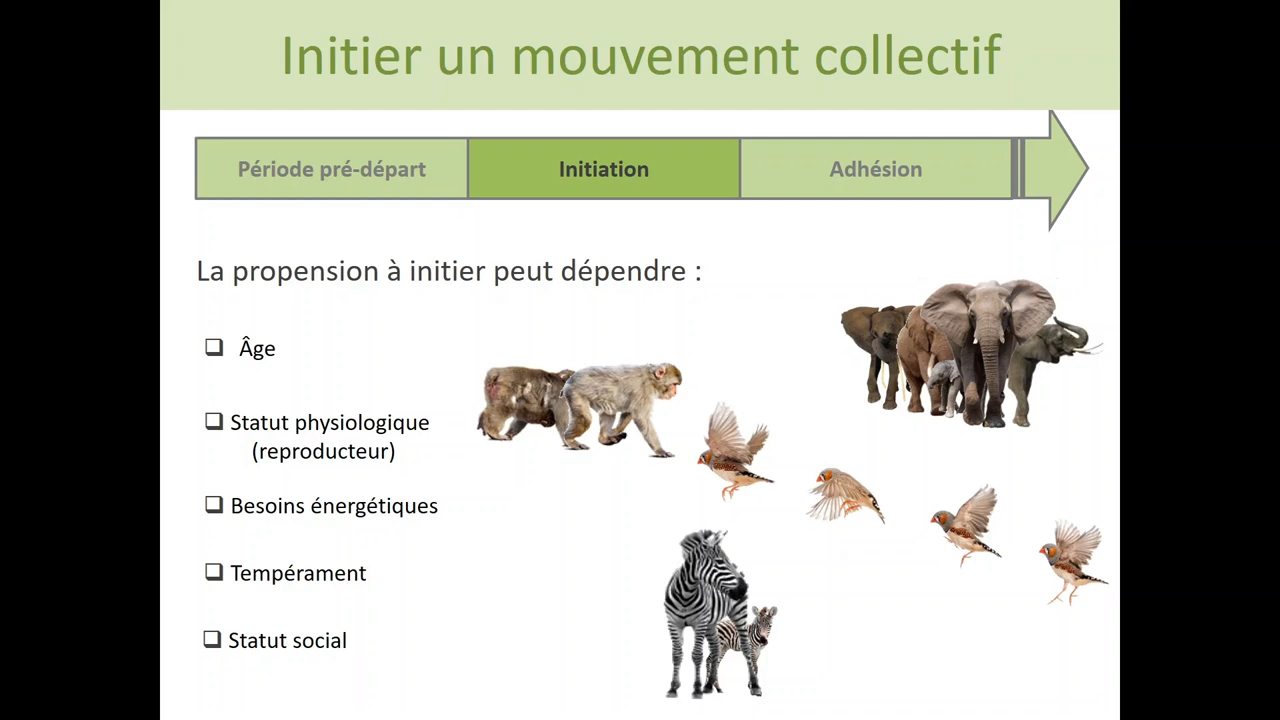 Initier un mouvement collectif
Période pré-départ
Initiation
Adhésion
La propension à initier peut dépendre :
Âge
Statut physiologique
(reproducteur)
Besoins énergétiques
Tempérament
Statut social